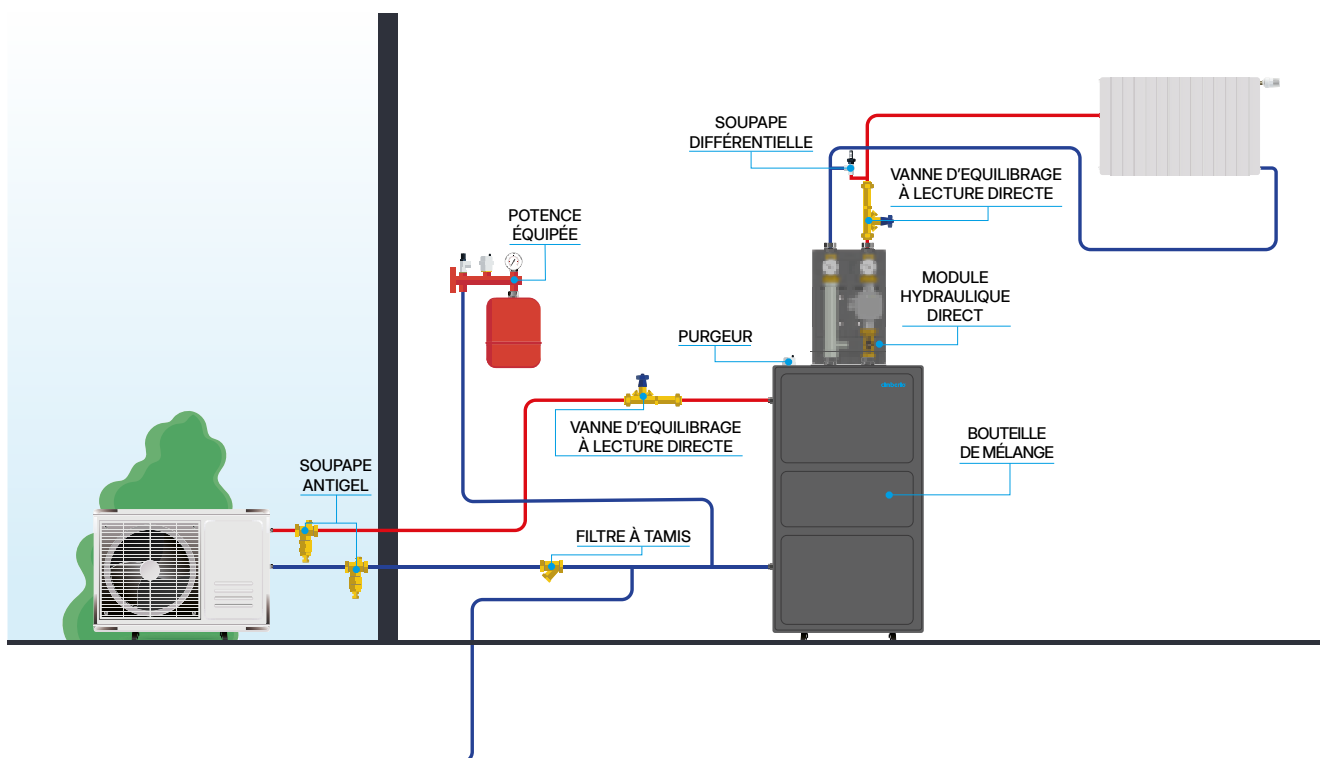 SOUPAPE
DIFFÉRENTIELLE
VANNE D'EQUILIBRAGE
À LECTURE DIRECTE
POTENCE
ÉQUIPÉE
MODULE
HYDRAULIQUE
DIRECT
PURGEUR
VANNE D'EQUILIBRAGE
À LECTURE DIRECTE
BOUTEILLE
DE MÉLANGE
SOUPAPE
ANTIGEL
FILTRE À TAMIS